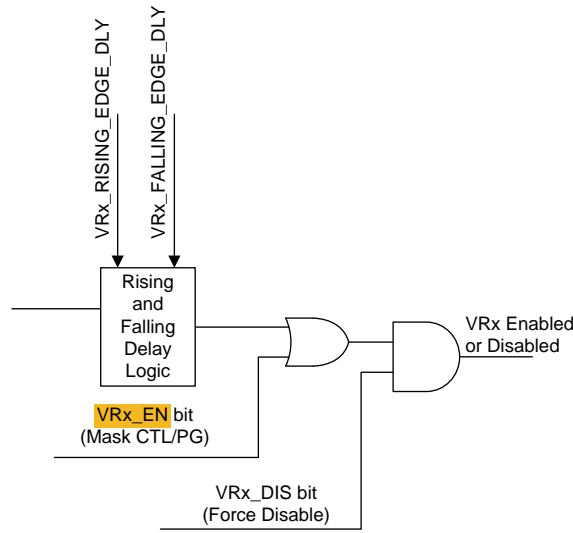 VRx_RISING_EDGE_DLY
VRx_FALLING_EDGE_DLY
Rising
and
Falling
Delay
Logic
VRx Enabled
or Disabled
VRx_EN bit
(Mask CTL/PG)
VRx_DIS bit
(Force Disable)